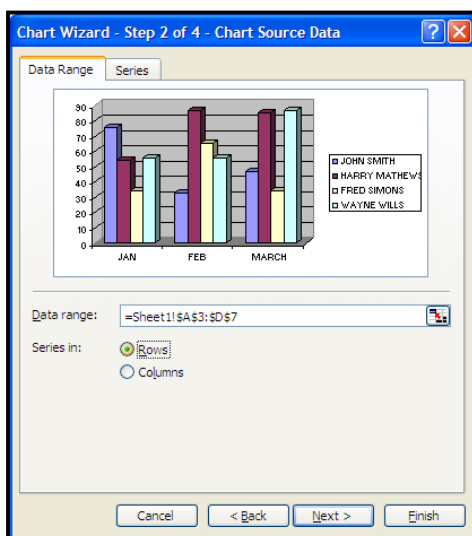 Chart Wizard - Step 2 of 4 - Chart Source Data
Data Range Series
90
80
70
60
50
40
30
20
10
0
JAN FEB MARCH
JOHN SMITH
HARRY MATHEWS
FRED SIMONS
WAYNE WILLS
Data range: =Sheet1!$A$3:$D$7
Series in: Rows
Columns
Cancel < Back Next > Finish